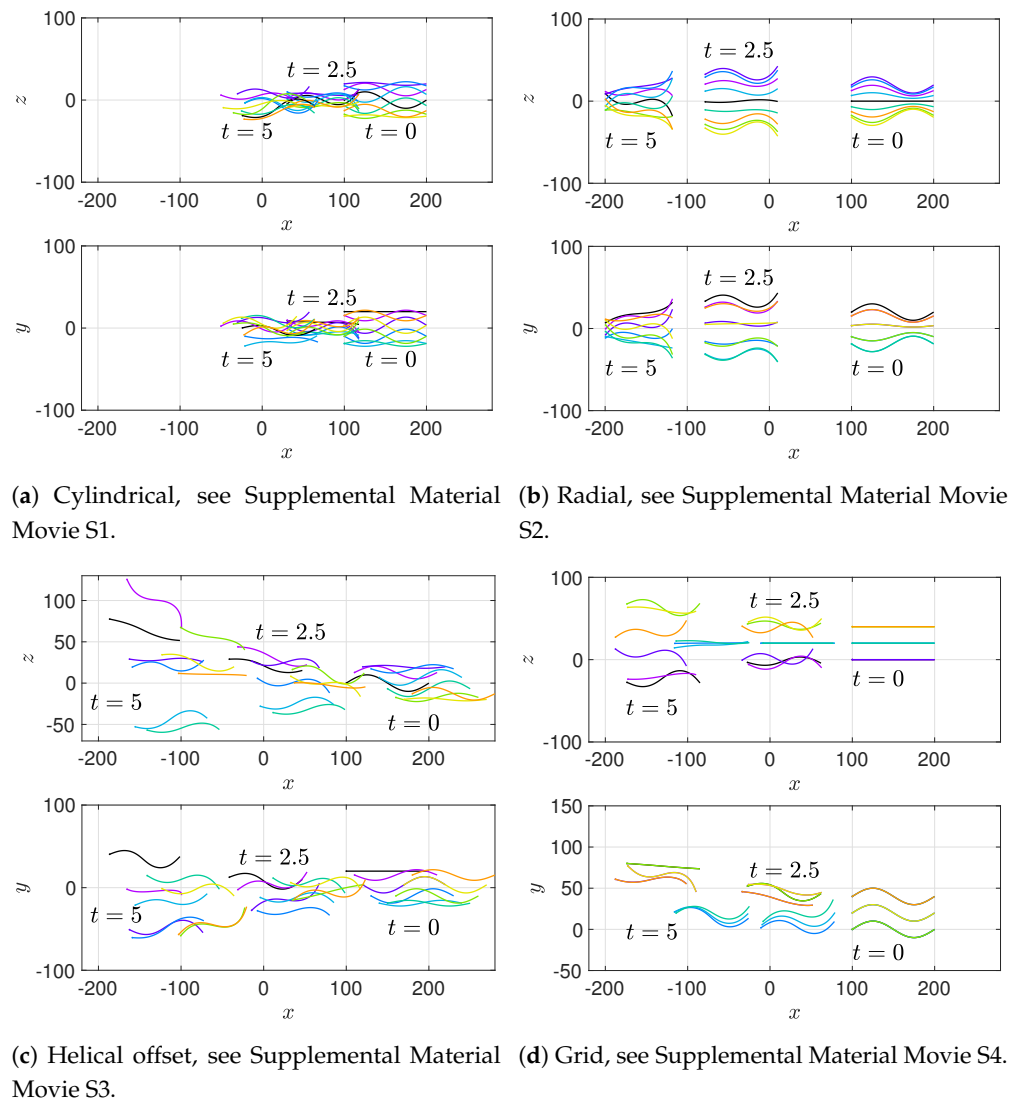 100
0
-100
z
t = 2.5
t = 5
t = 0
-200 -100 0 100 200
x
100
0
-100
y
t = 2.5
t = 5
t = 0
-200 -100 0 100 200
x
100
0
-100
z
t = 2.5
t = 5
t = 0
-200 -100 0 100 200
x
100
0
-100
y
t = 2.5
t = 5
t = 0
-200 -100 0 100 200
x
(a) Cylindrical, see Supplemental Material
Movie S1.
(b) Radial, see Supplemental Material Movie
S2.
100
50
0
-50
z
t = 2.5
t = 5
t = 0
-200 -100 0 100 200
x
100
0
-100
y
t = 2.5
t = 5
t = 0
-200 -100 0 100 200
x
100
0
-100
z
t = 2.5
t = 5
t = 0
-200 -100 0 100 200
x
150
100
50
0
-50
y
t = 2.5
t = 5
t = 0
-200 -100 0 100 200
x
(c) Helical offset, see Supplemental Material
Movie S3.
(d) Grid, see Supplemental Material Movie S4.